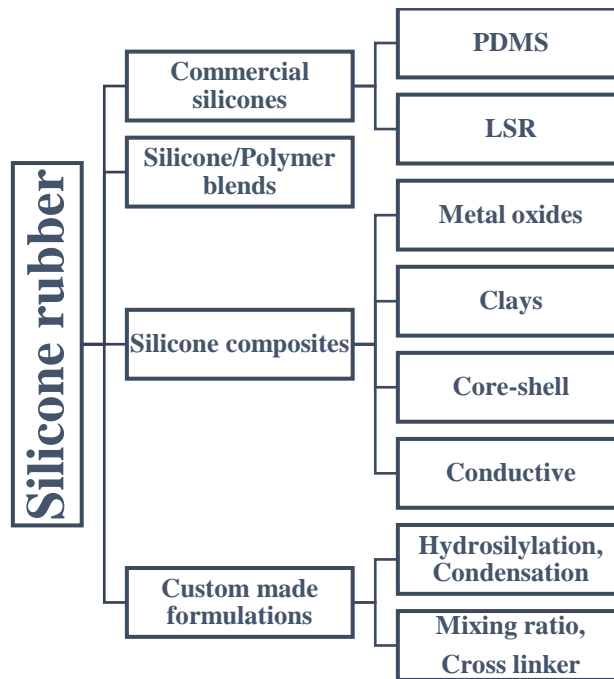 Silicone rubber
Commercial
silicones
PDMS
LSR
Silicone/Polymer
blends
Silicone composites
Metal oxides
Clays
Core-shell
Conductive
Custom made
formulations
Hydrosilylation,
Condensation
Mixing ratio,
Cross linker